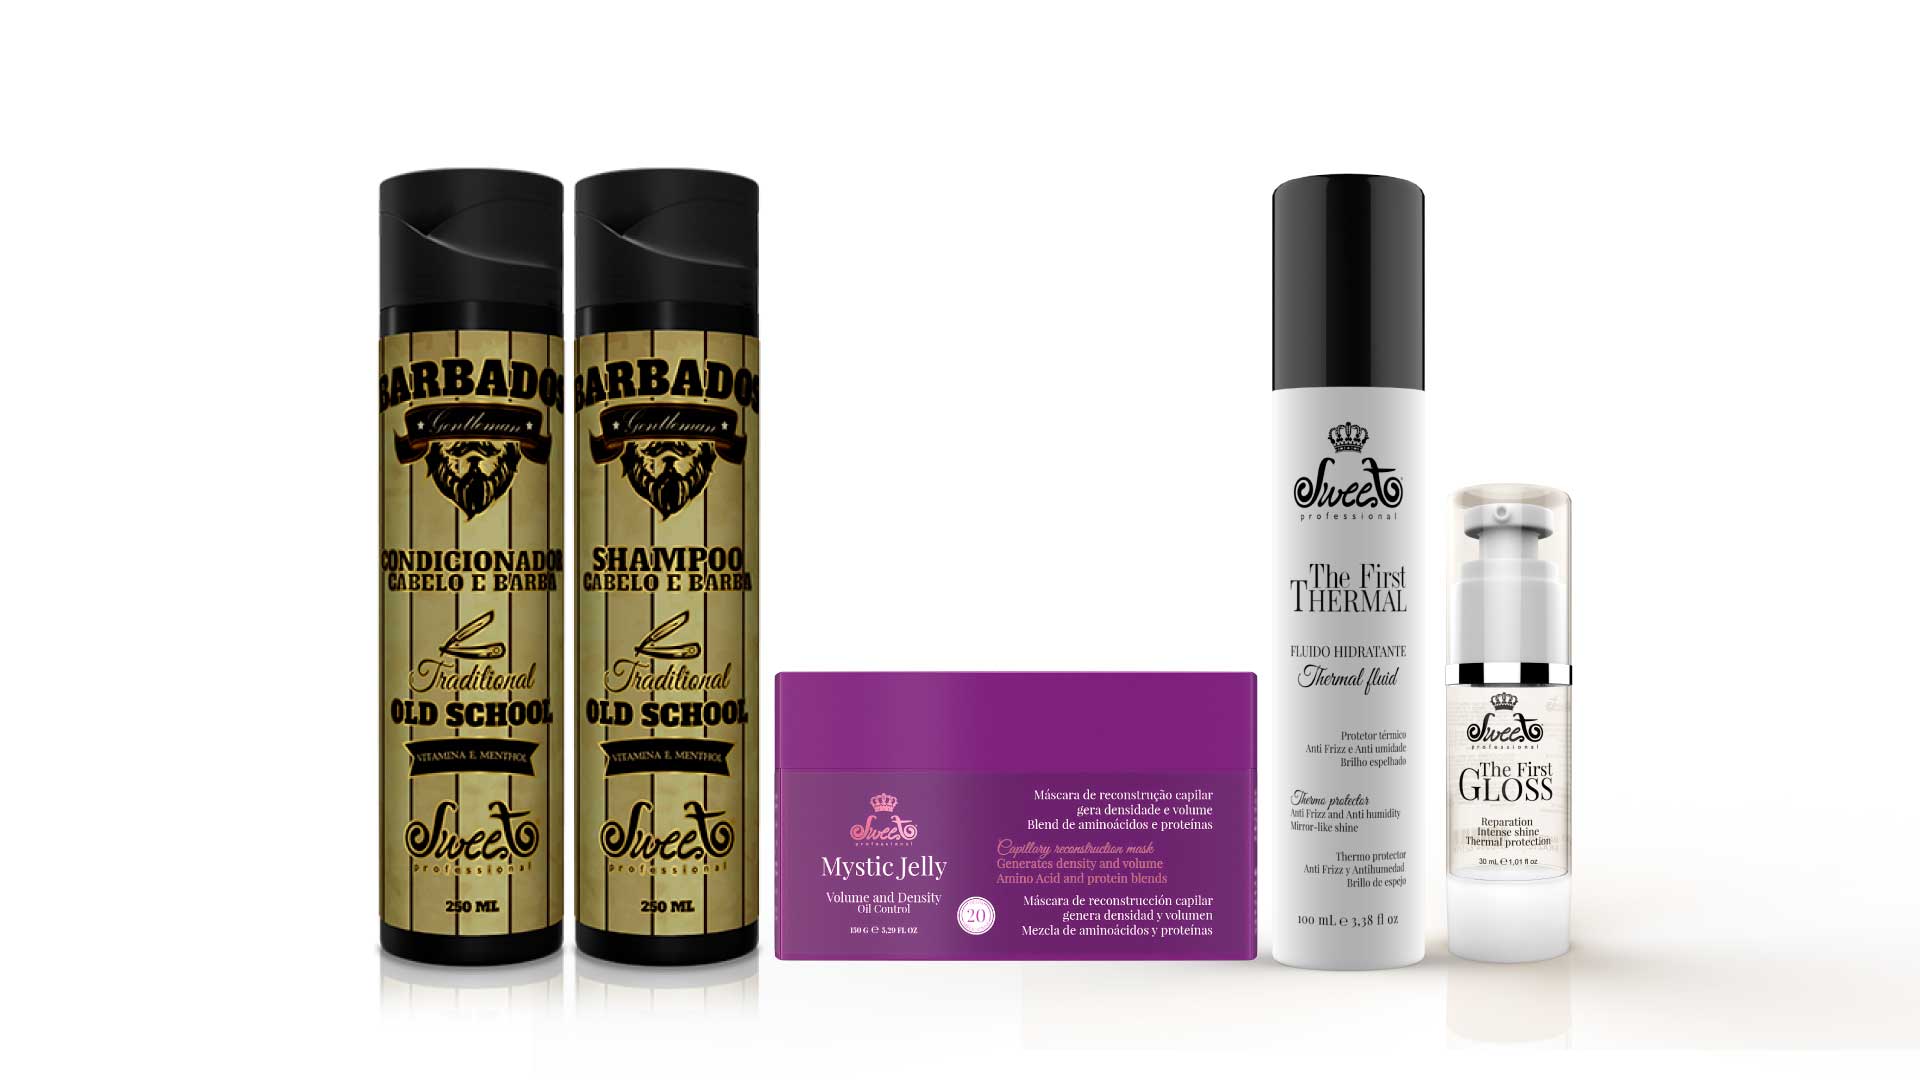 BARBADOS
Gentleman
CONDICIONADOR
CABELO E BARBA
Traditional
OLD SCHOOL
VITAMINA E, MENTHOL
Sweet
professional
250 ML
BARBADOS
Gentleman
SHAMPOO
CABELO E BARBA
Traditional
OLD SCHOOL
VITAMINA E, MENTHOL
Sweet
professional
250 ML
Sweet
professional
Mystic Jelly
Volume and Density
Oil Control
150 G ℮ 5,29 FL OZ
20
Máscara de reconstrução capilar
gera densidade e volume
Blend de aminoácidos e proteínas
Capillary reconstruction mask
Generates density and volume
Amino Acid and protein blends
Máscara de reconstrucción capilar
genera densidad y volumen
Mezcla de aminoácidos y proteínas
Sweet
professional
The First
THERMAL
FLUIDO HIDRATANTE
Thermal fluid
Protetor térmico
Anti Frizz e Anti umidade
Brilho espelhado
Thermo protector
Anti Frizz and Anti humidity
Mirror-like shine
Thermo protector
Anti Frizz y Antihumedad
Brillo de espejo
100 mL ℮ 3,38 fl oz
Sweet
professional
The First
GLOSS
Reparation
Intense shine
Thermal protection
30 mL ℮ 1,01 fl oz